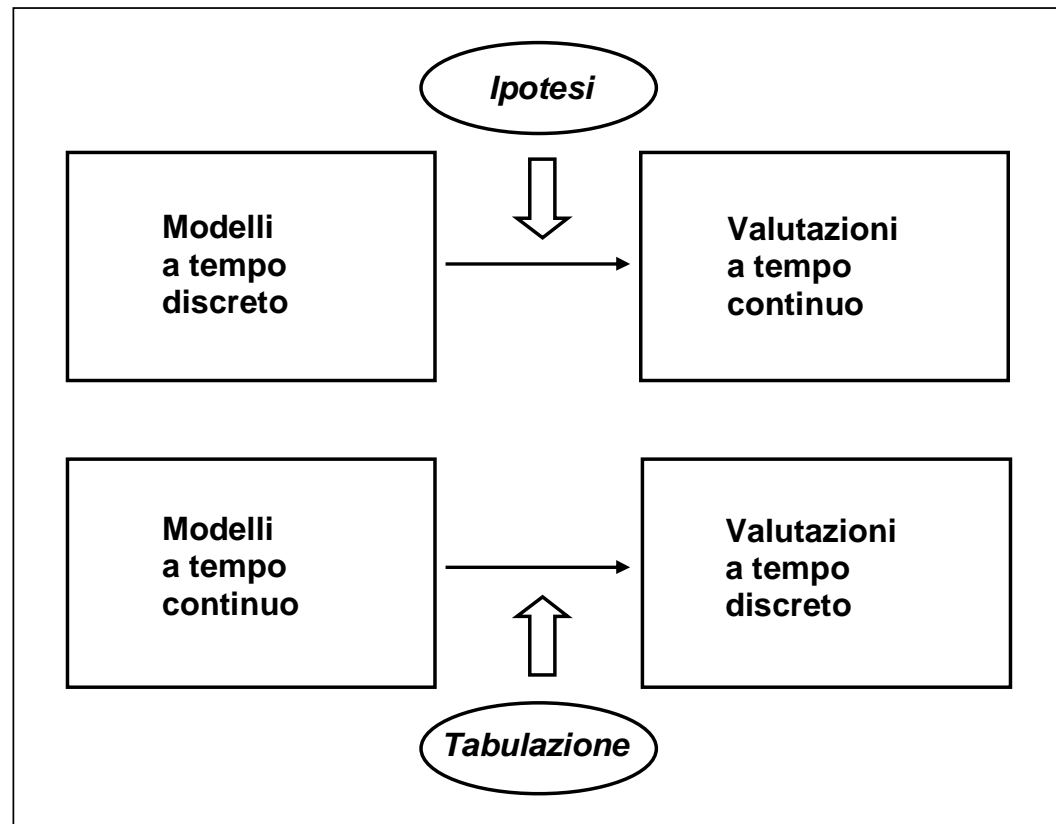 Ipotesi
Modelli
a tempo
discreto
Valutazioni
a tempo
continuo
Modelli
a tempo
continuo
Valutazioni
a tempo
discreto
Tabulazione